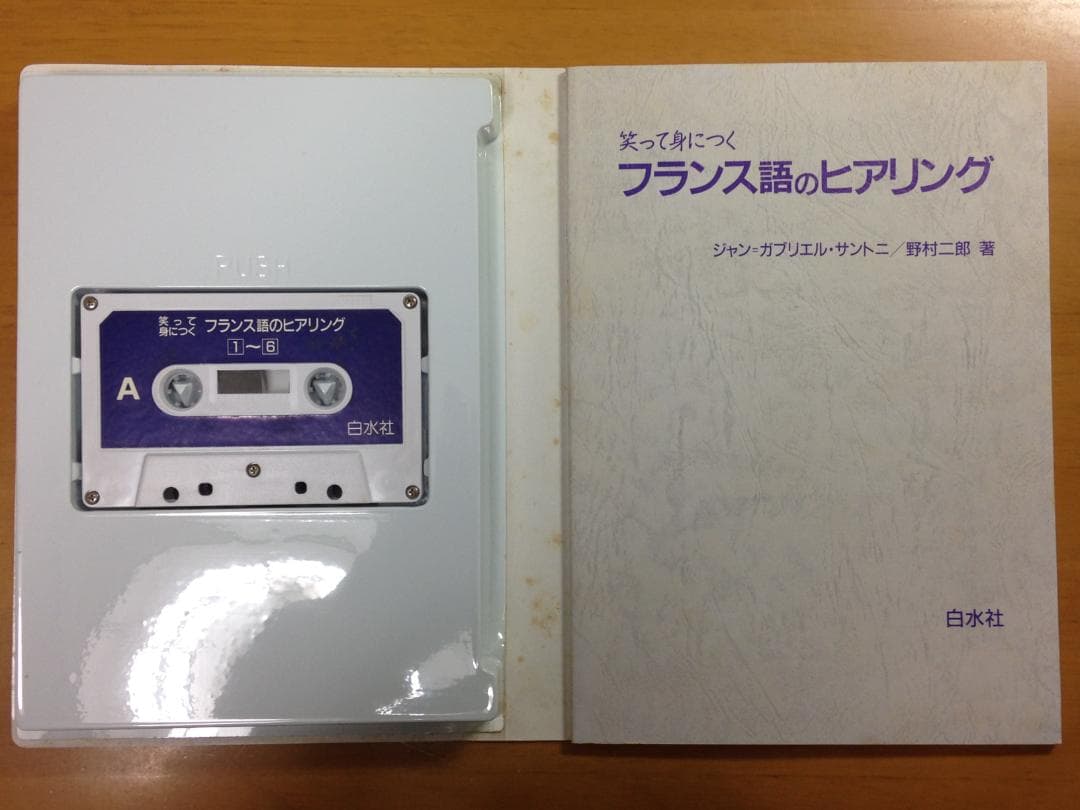 PUSH
笑って
身につく フランス語のヒアリング
1〜6
A
白水社
笑って身につく
フランス語のヒアリング
ジャン=ガブリエル・サントニ/野村二郎 著
白水社